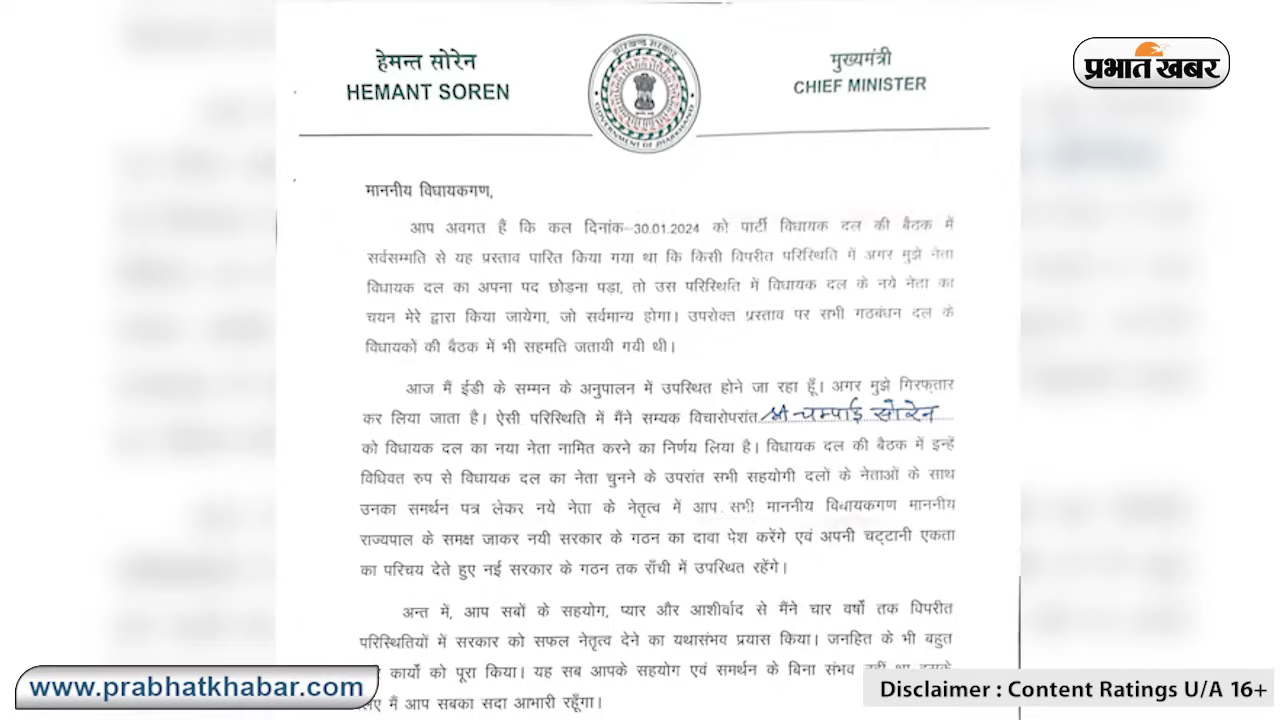 हेमन्त सोरेन
HEMANT SOREN
झारखण्ड सरकार
GOVERNMENT OF JHARKHAND
मुख्यमंत्री
CHIEF MINISTER
प्रभात खबर
माननीय विधायकगण,
आप अवगत हैं कि कल दिनांक–30.01.2024 को पार्टी विधायक दल की बैठक में
सर्वसम्मति से यह प्रस्ताव पारित किया गया था कि किसी विपरीत परिस्थिति में अगर मुझे नेता
विधायक दल का अपना पद छोड़ना पड़ा, तो उस परिस्थिति में विधायक दल के नये नेता का
चयन मेरे द्वारा किया जायेगा, जो सर्वमान्य होगा। उपरोक्त प्रस्ताव पर सभी गठबंधन दल के
विधायकों की बैठक में भी सहमति जतायी गयी थी।
आज मैं ईडी के सम्मन के अनुपालन में उपस्थित होने जा रहा हूँ। अगर मुझे गिरफ्तार
कर लिया जाता है। ऐसी परिस्थिति में मैंने सम्यक विचारोपरांत श्री चम्पाई सोरेन
को विधायक दल का नया नेता नामित करने का निर्णय लिया है। विधायक दल की बैठक में इन्हें
विधिवत रुप से विधायक दल का नेता चुनने के उपरांत सभी सहयोगी दलों के नेताओं के साथ
उनका समर्थन पत्र लेकर नये नेता के नेतृत्व में आप सभी माननीय विधायकगण माननीय
राज्यपाल के समक्ष जाकर नयी सरकार के गठन का दावा पेश करेंगे एवं अपनी चट्टानी एकता
का परिचय देते हुए नई सरकार के गठन तक राँची में उपस्थित रहेंगे।
अन्त में, आप सबों के सहयोग, प्यार और आशीर्वाद से मैंने चार वर्षो तक विपरीत
परिस्थितियों में सरकार को सफल नेतृत्व देने का यथासंभव प्रयास किया। जनहित के भी बहुत
कार्यो को पूरा किया। यह सब आपके सहयोग एवं समर्थन के बिना संभव
मैं आप सबका सदा आभारी रहूँगा।
www.prabhatkhabar.com
Disclaimer : Content Ratings U/A 16+